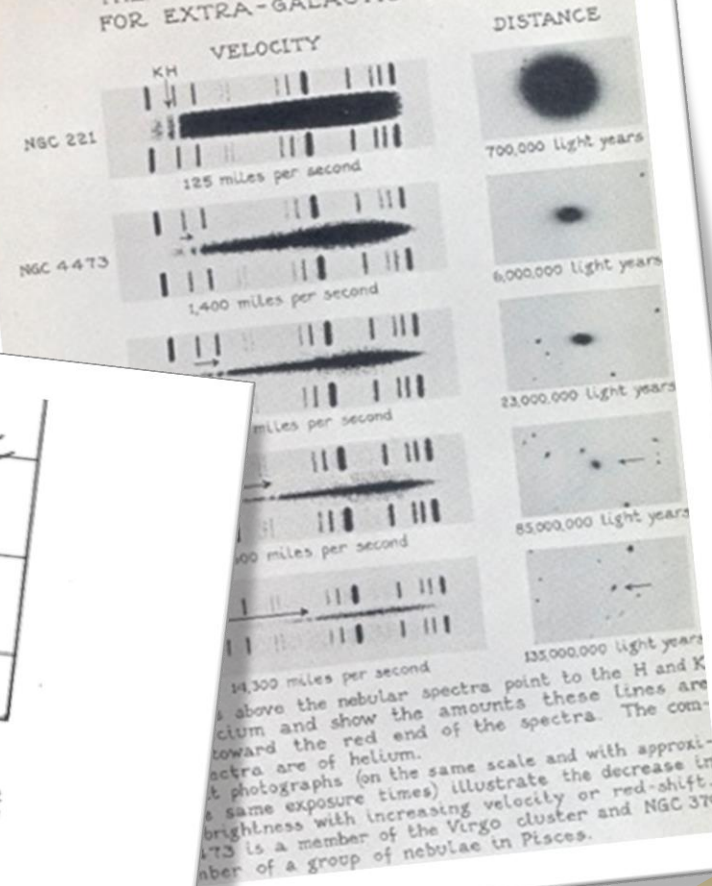 FOR EXTRA-GALACTIC
VELOCITY
DISTANCE
K H
NGC 221
125 miles per second
700,000 light years
NGC 4473
1,400 miles per second
6,000,000 light years
miles per second
23,000,000 light years
00 miles per second
85,000,000 light years
14,300 miles per second
135,000,000 light years
above the nebular spectra point to the H and K
cium and show the amounts these lines are
toward the red end of the spectra. The com-
ectra are of helium.
photographs (on the same scale and with approxi-
same exposure times) illustrate the decrease in
brightness with increasing velocity or red-shift.
473 is a member of the Virgo cluster and NGC 37
mber of a group of nebulae in Pisces.